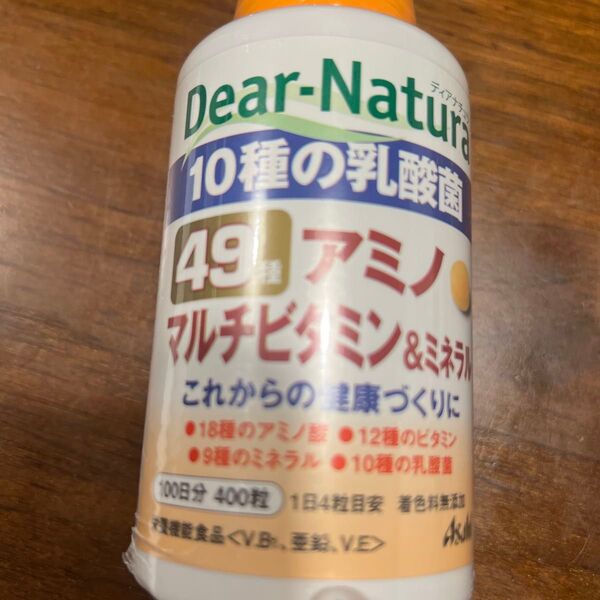 Dear-Natura
ディアナチュラ
10種の乳酸菌
49種 アミノ
マルチビタミン&ミネラル
これからの健康づくりに
●18種のアミノ酸 ●12種のビタミン
●9種のミネラル ●10種の乳酸菌
100日分 400粒 1日4粒目安 着色料無添加
栄養機能食品<V.B₁、亜鉛、V.E>
Asahi